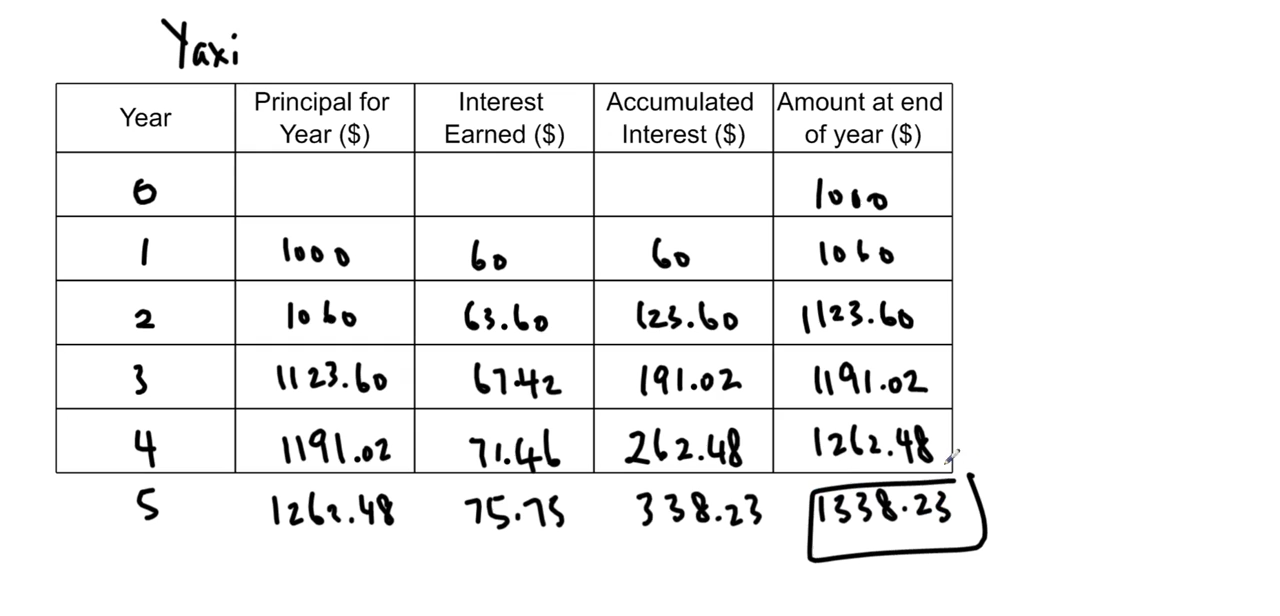 Yaxi
Year Principal for Year ($) Interest Earned ($) Accumulated Interest ($) Amount at end of year ($)
0 1000
1 1000 60 60 1060
2 1060 63.60 123.60 1123.60
3 1123.60 67.42 191.02 1191.02
4 1191.02 71.46 262.48 1262.48
5 1262.48 75.75 338.23 1338.23